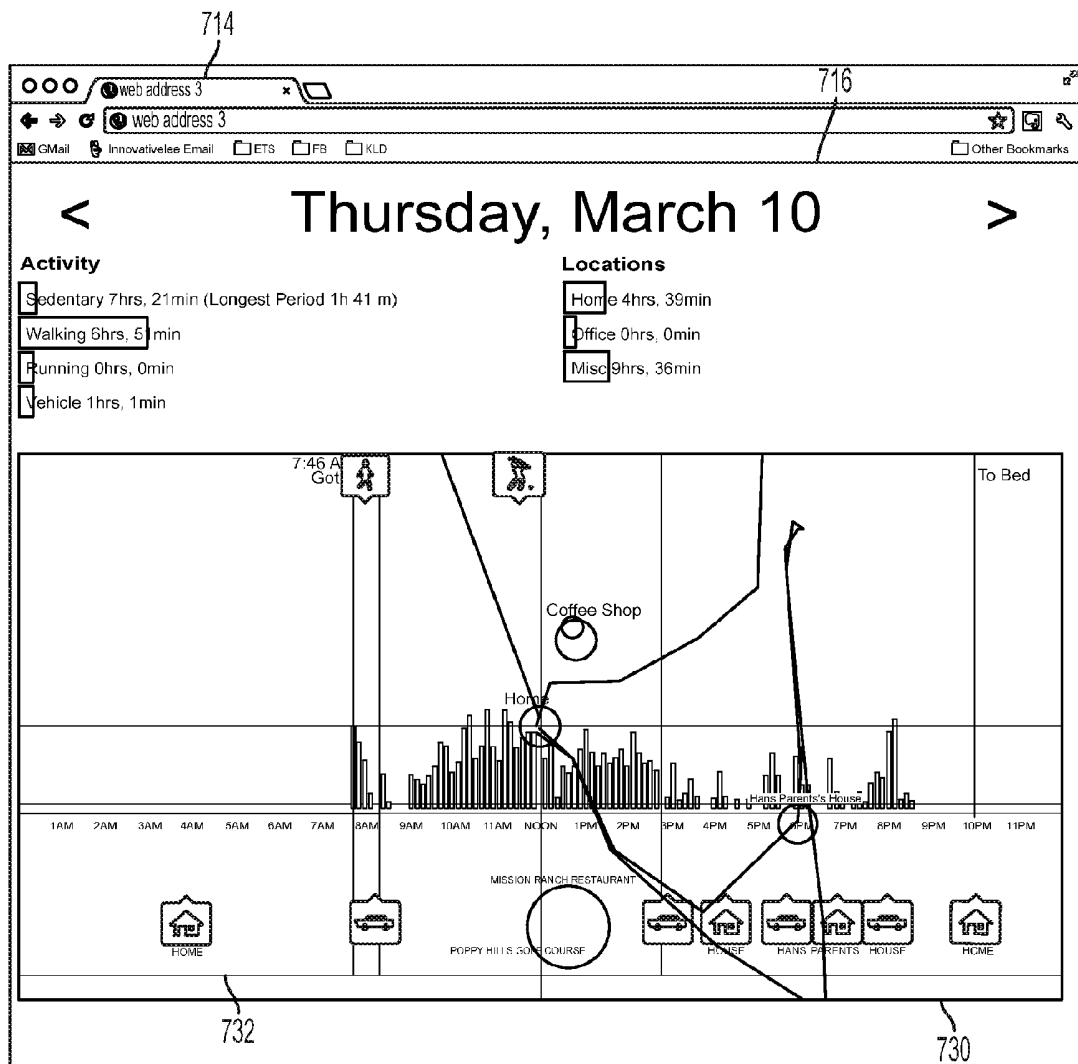 714
web address 3 ×
716
web address 3
GMail Innovativelee Email ETS FB KLD Other Bookmarks
< Thursday, March 10 >
Activity
Locations
Sedentary 7hrs, 21min (Longest Period 1h 41 m)
Home 4hrs, 39min
Walking 6hrs, 51min
Office 0hrs, 0min
Running 0hrs, 0min
Misc 9hrs, 36min
Vehicle 1hrs, 1min
7:46 A
Got
To Bed
Coffee Shop
Home
Hans Parents's House
1AM 2AM 3AM 4AM 5AM 6AM 7AM 8AM 9AM 10AM 11AM NOON 1PM 2PM 3PM 4PM 5PM 6PM 7PM 8PM 9PM 10PM 11PM
MISSION RANCH RESTAURANT
HOME
POPPY HILLS GOLF COURSE
HOUSE
HANS PARENTS HOUSE
HOME
732
730